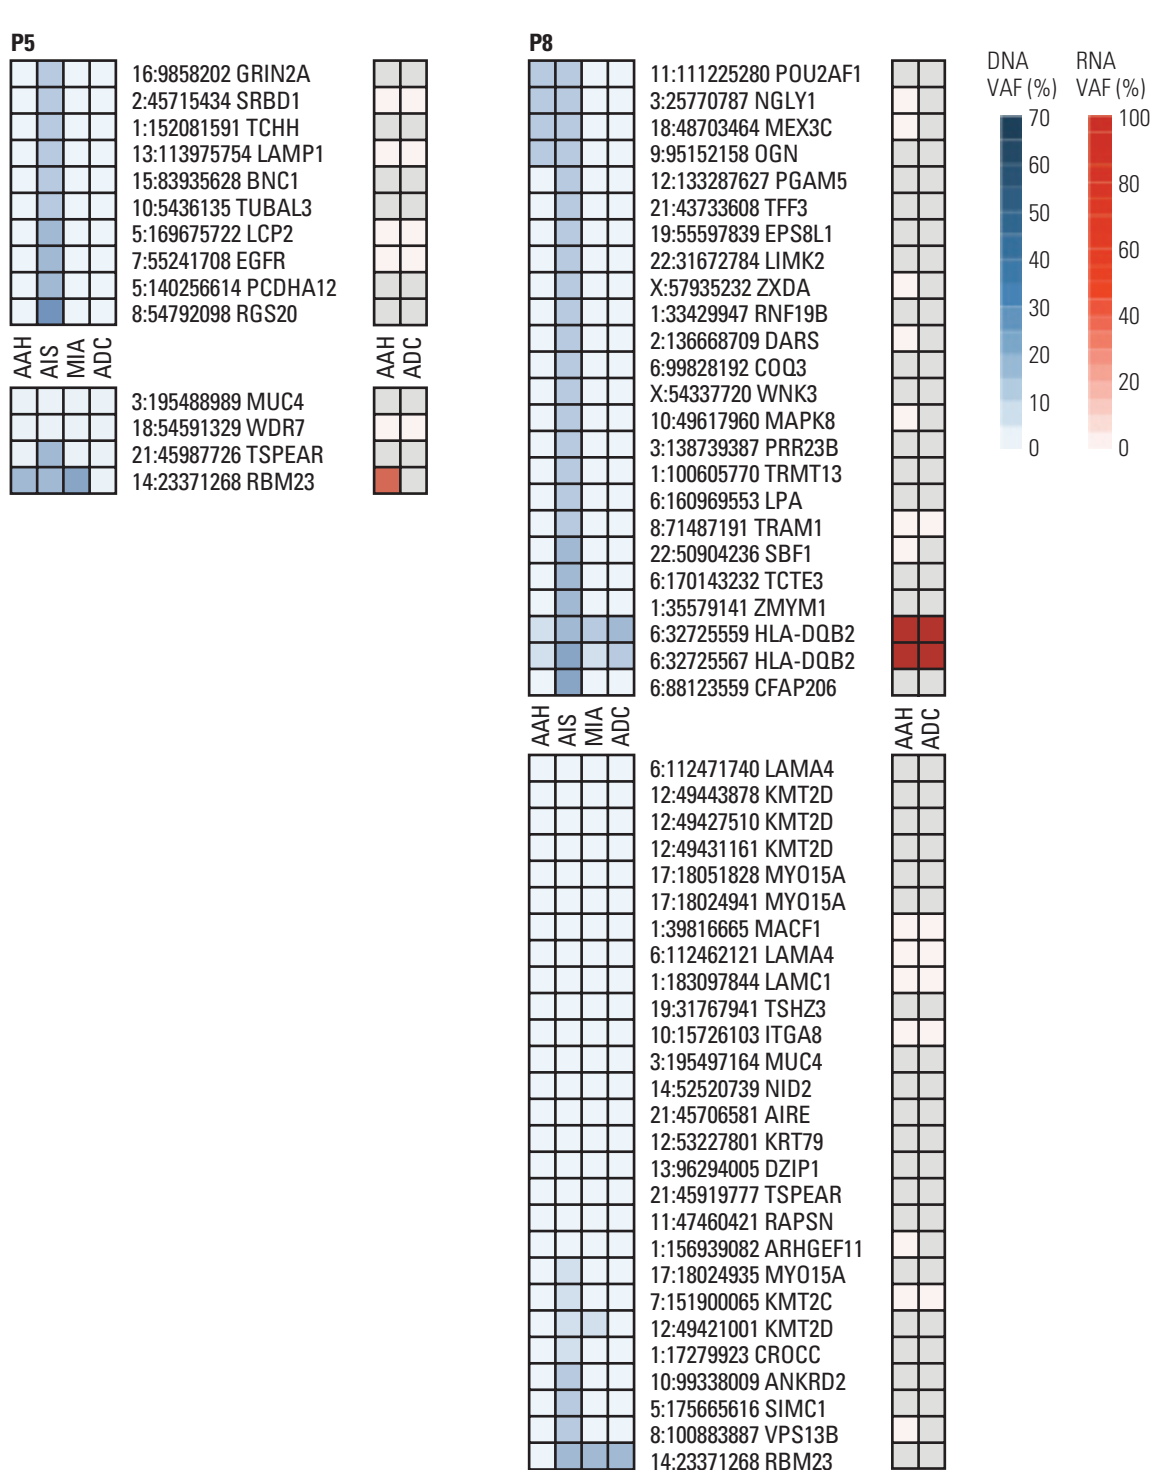 P5
16:9858202 GRIN2A
2:45715434 SRBD1
1:152081591 TCHH
13:113975754 LAMP1
15:83935628 BNC1
10:5436135 TUBAL3
5:169675722 LCP2
7:55241708 EGFR
5:140256614 PCDHA12
8:54792098 RGS20
AAH AIS MIA ADC AAH ADC
3:195488989 MUC4
18:54591329 WDR7
21:45987726 TSPEAR
14:23371268 RBM23
P8
11:111225280 POU2AF1
3:25770787 NGLY1
18:48703464 MEX3C
9:95152158 OGN
12:133287627 PGAM5
21:43733608 TFF3
19:55597839 EPS8L1
22:31672784 LIMK2
X:57935232 ZXDA
1:33429947 RNF19B
2:136668709 DARS
6:99828192 COQ3
X:54337720 WNK3
10:49617960 MAPK8
3:138739387 PRR23B
1:100605770 TRMT13
6:160969553 LPA
8:71487191 TRAM1
22:50904236 SBF1
6:170143232 TCTE3
1:35579141 ZMYM1
6:32725559 HLA-DQB2
6:32725567 HLA-DQB2
6:88123559 CFAP206
AAH AIS MIA ADC AAH ADC
6:112471740 LAMA4
12:49443878 KMT2D
12:49427510 KMT2D
12:49431161 KMT2D
17:18051828 MYO15A
17:18024941 MYO15A
1:39816665 MACF1
6:112462121 LAMA4
1:183097844 LAMC1
19:31767941 TSHZ3
10:15726103 ITGA8
3:195497164 MUC4
14:52520739 NID2
21:45706581 AIRE
12:53227801 KRT79
13:96294005 DZIP1
21:45919777 TSPEAR
11:47460421 RAPSN
1:156939082 ARHGEF11
17:18024935 MYO15A
7:151900065 KMT2C
12:49421001 KMT2D
1:17279923 CROCC
10:99338009 ANKRD2
5:175665616 SIMC1
8:100883887 VPS13B
14:23371268 RBM23
DNA
VAF (%)
70
60
50
40
30
20
10
0
RNA
VAF (%)
100
80
60
40
20
0